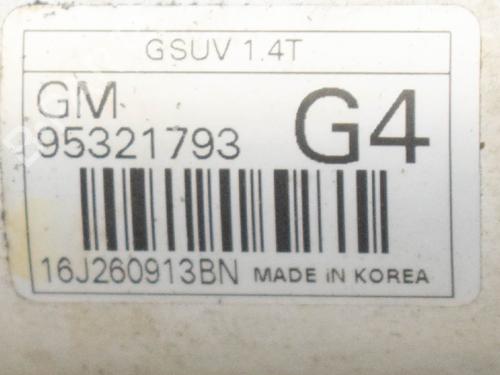 GSUV 1.4T
GM
95321793
G4
16J260913BN MADE iN KOREA